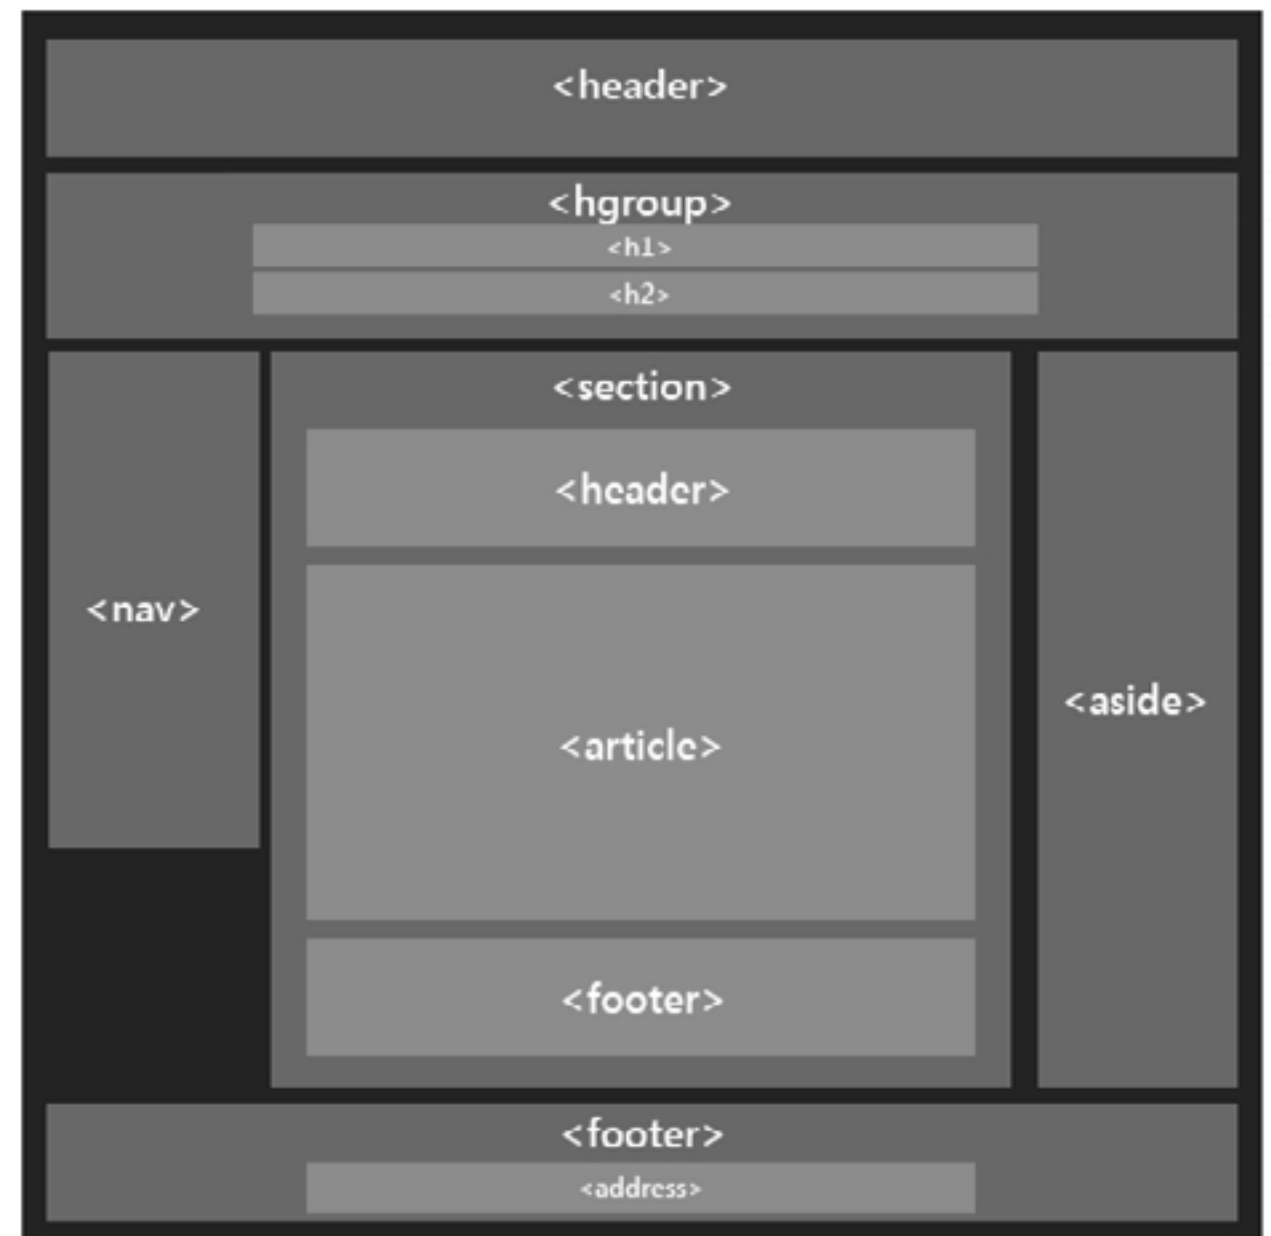 <header>
<hgroup>
<h1>
<h2>
<section>
<header>
<nav>
<article>
<aside>
<footer>
<footer>
<address>